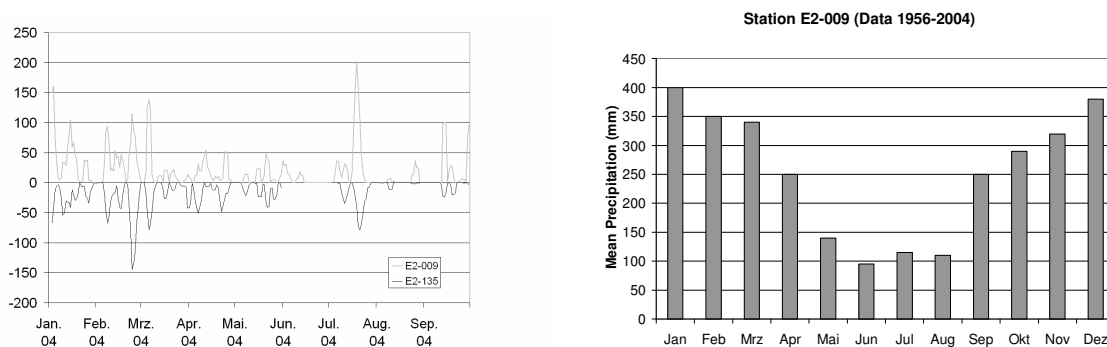 250
200
150
100
50
0
-50
-100
-150
-200
E2-009
E2-135
Jan. Feb. Mrz. Apr. Mai. Jun. Jul. Aug. Sep.
04 04 04 04 04 04 04 04 04
Station E2-009 (Data 1956-2004)
Mean Precipitation (mm)
450
400
350
300
250
200
150
100
50
0
Jan Feb Mrz Apr Mai Jun Jul Aug Sep Okt Nov Dez